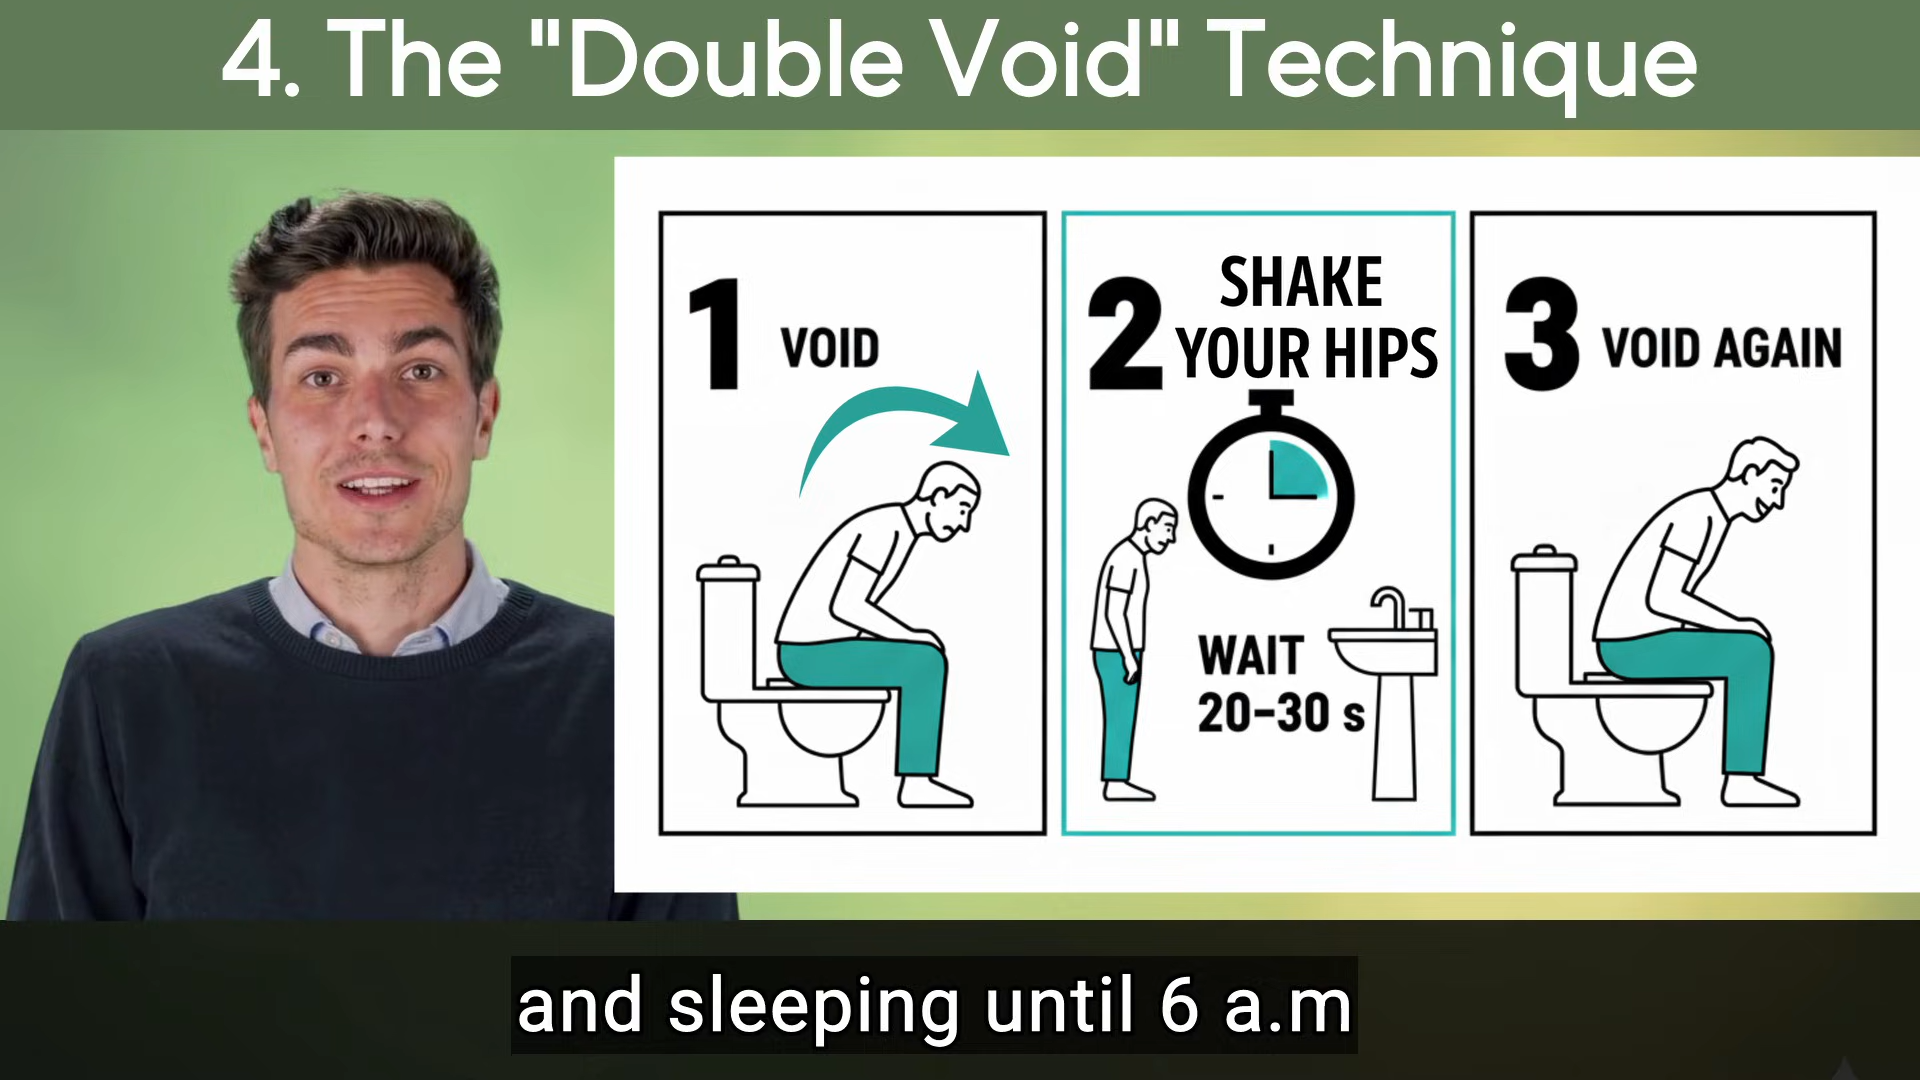 4. The "Double Void" Technique
1 VOID
2 SHAKE
YOUR HIPS
WAIT
20-30 s
3 VOID AGAIN
and sleeping until 6 a.m